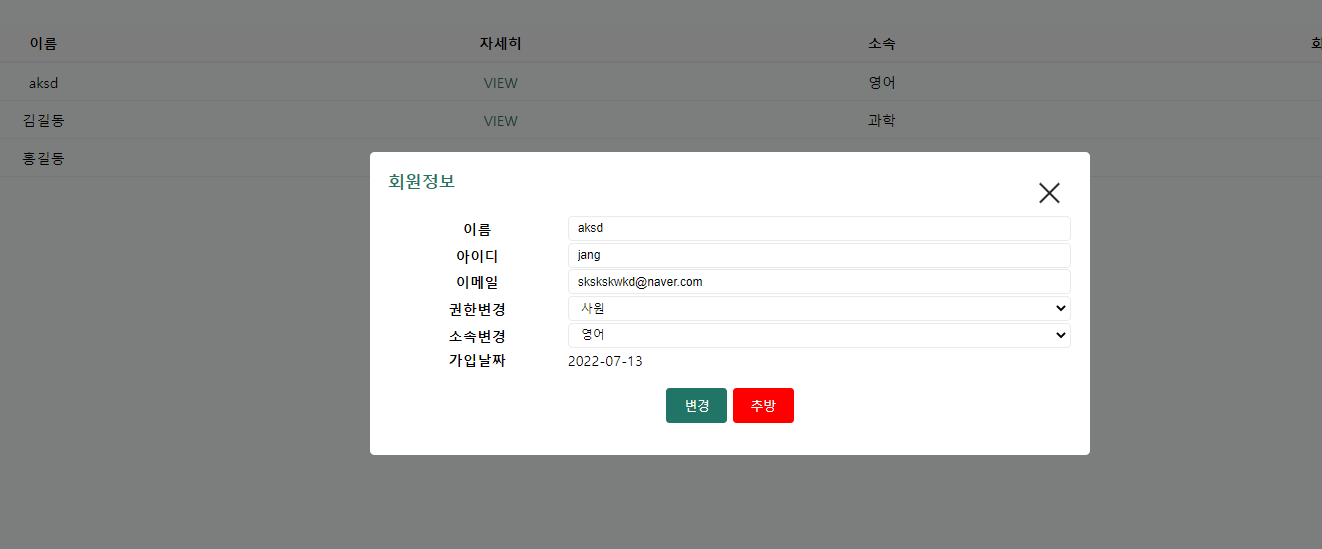 이름 자세히 소속 회
aksd VIEW 영어
김길동 VIEW 과학
홍길동
회원정보
이름 aksd
아이디 jang
이메일 skskskwkd@naver.com
권한변경 사원
소속변경 영어
가입날짜 2022-07-13
변경 추방